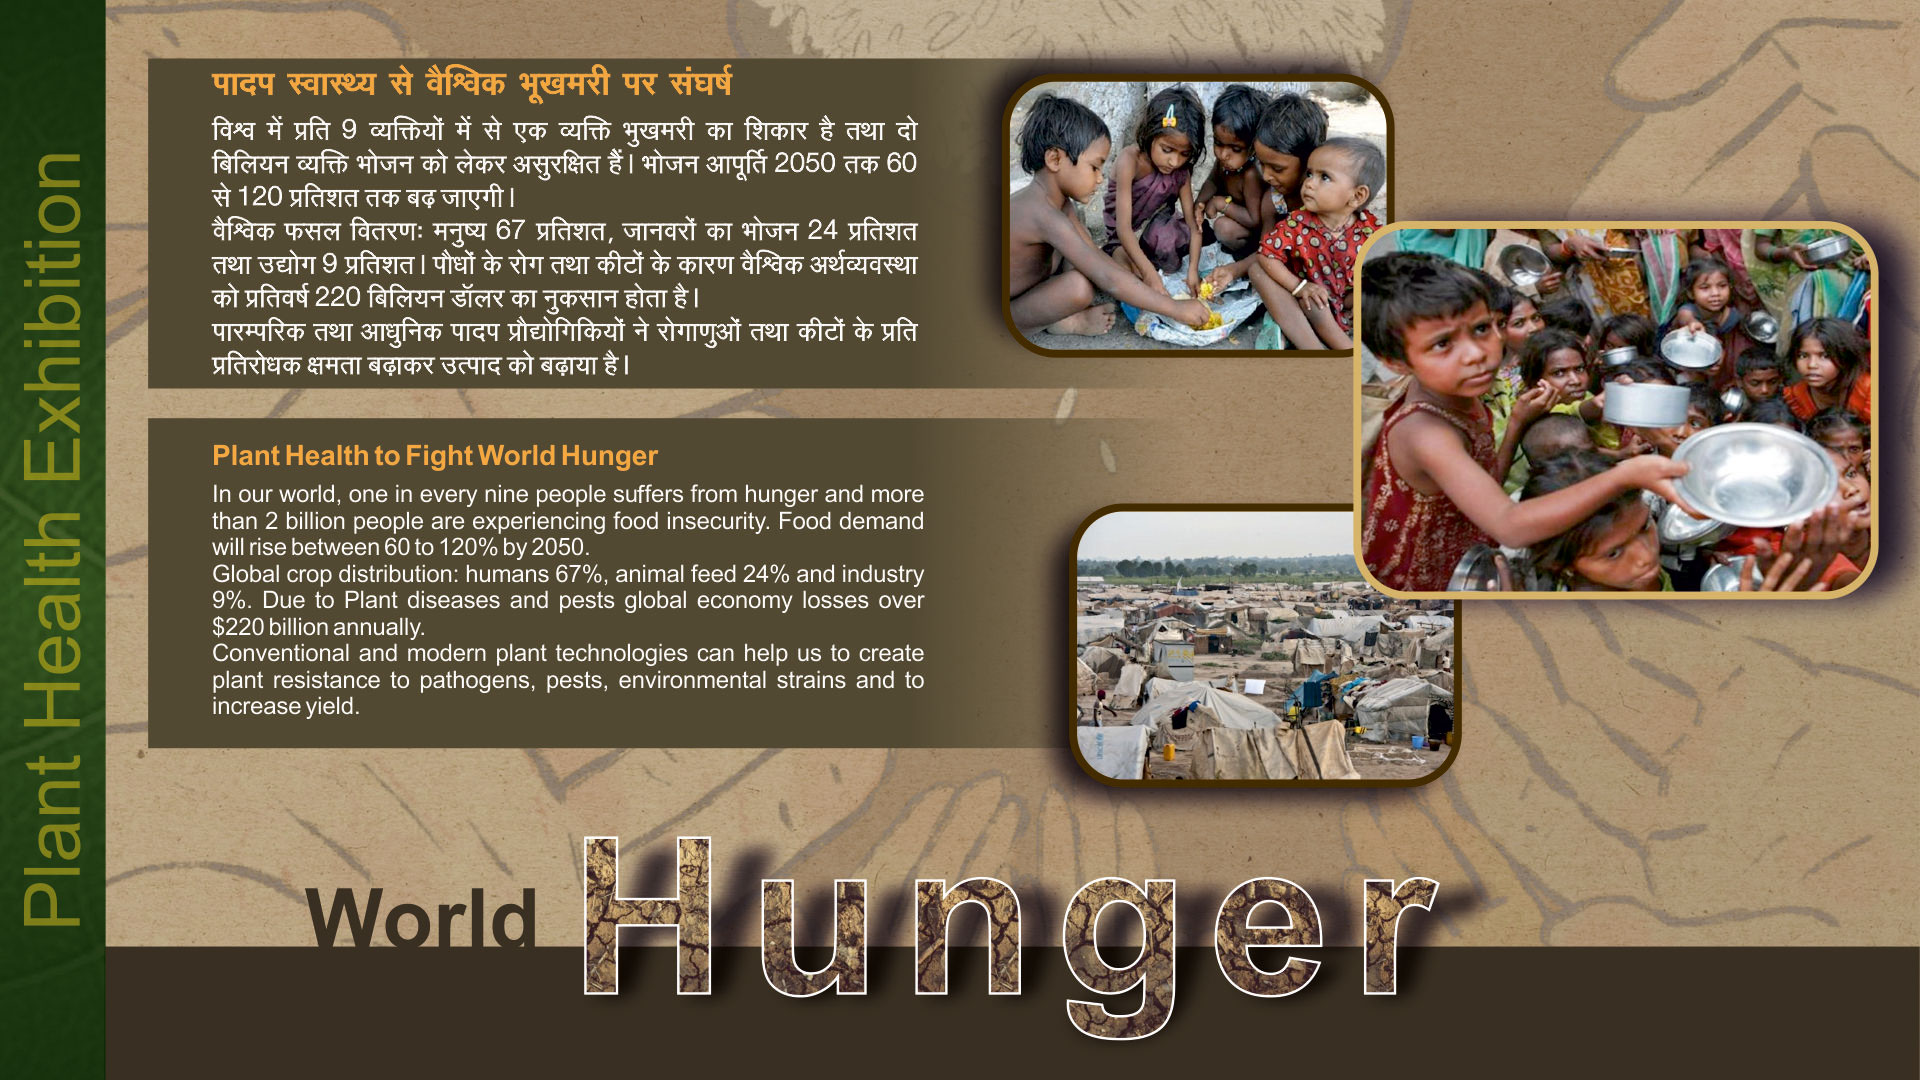 Plant Health Exhibition
पादप स्वास्थ्य से वैश्विक भूखमरी पर संघर्ष
विश्व में प्रति 9 व्यक्तियों में से एक व्यक्ति भुखमरी का शिकार है तथा दो
बिलियन व्यक्ति भोजन को लेकर असुरक्षित हैं। भोजन आपूर्ति 2050 तक 60
से 120 प्रतिशत तक बढ़ जाएगी।
वैश्विक फसल वितरण: मनुष्य 67 प्रतिशत, जानवरों का भोजन 24 प्रतिशत
तथा उद्योग 9 प्रतिशत। पौधों के रोग तथा कीटों के कारण वैश्विक अर्थव्यवस्था
को प्रतिवर्ष 220 बिलियन डॉलर का नुकसान होता है।
पारम्परिक तथा आधुनिक पादप प्रौद्योगिकियों ने रोगाणुओं तथा कीटों के प्रति
प्रतिरोधक क्षमता बढ़ाकर उत्पाद को बढ़ाया है।
Plant Health to Fight World Hunger
In our world, one in every nine people suffers from hunger and more
than 2 billion people are experiencing food insecurity. Food demand
will rise between 60 to 120% by 2050.
Global crop distribution: humans 67%, animal feed 24% and industry
9%. Due to Plant diseases and pests global economy losses over
$220 billion annually.
Conventional and modern plant technologies can help us to create
plant resistance to pathogens, pests, environmental strains and to
increase yield.
World Hunger